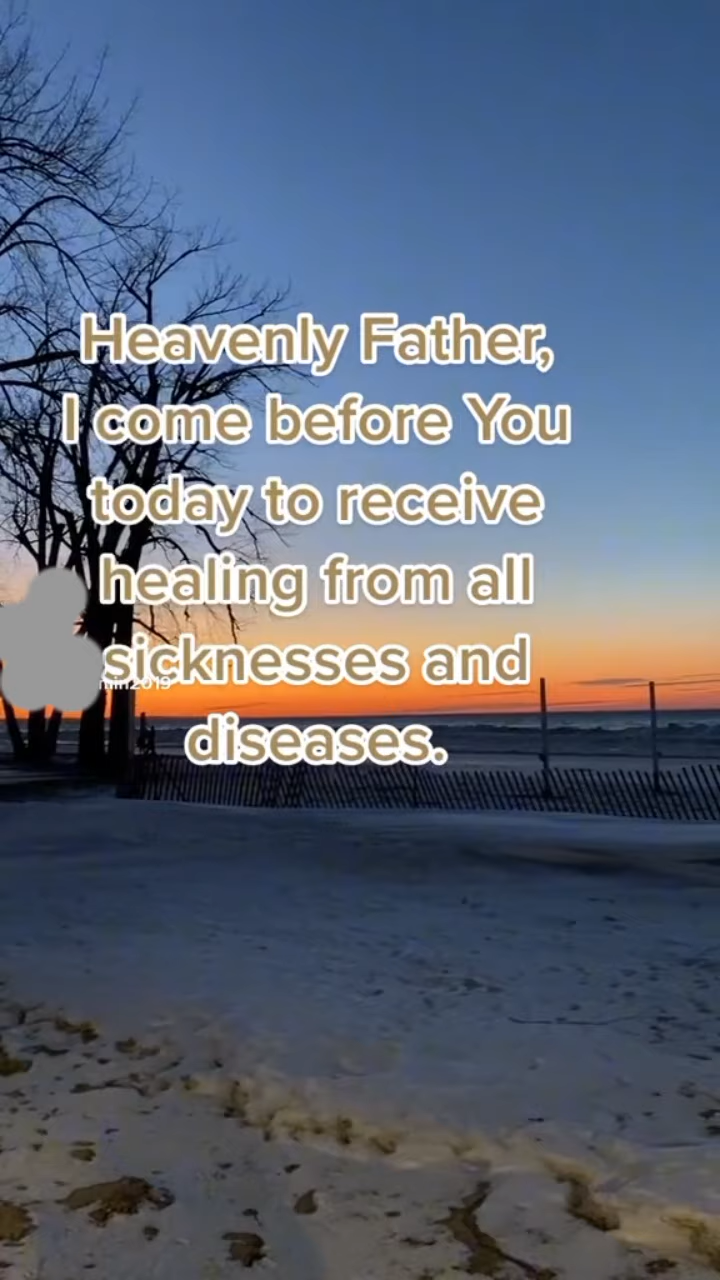 Heavenly Father,
I come before You
today to receive
healing from all
sicknesses and
diseases.